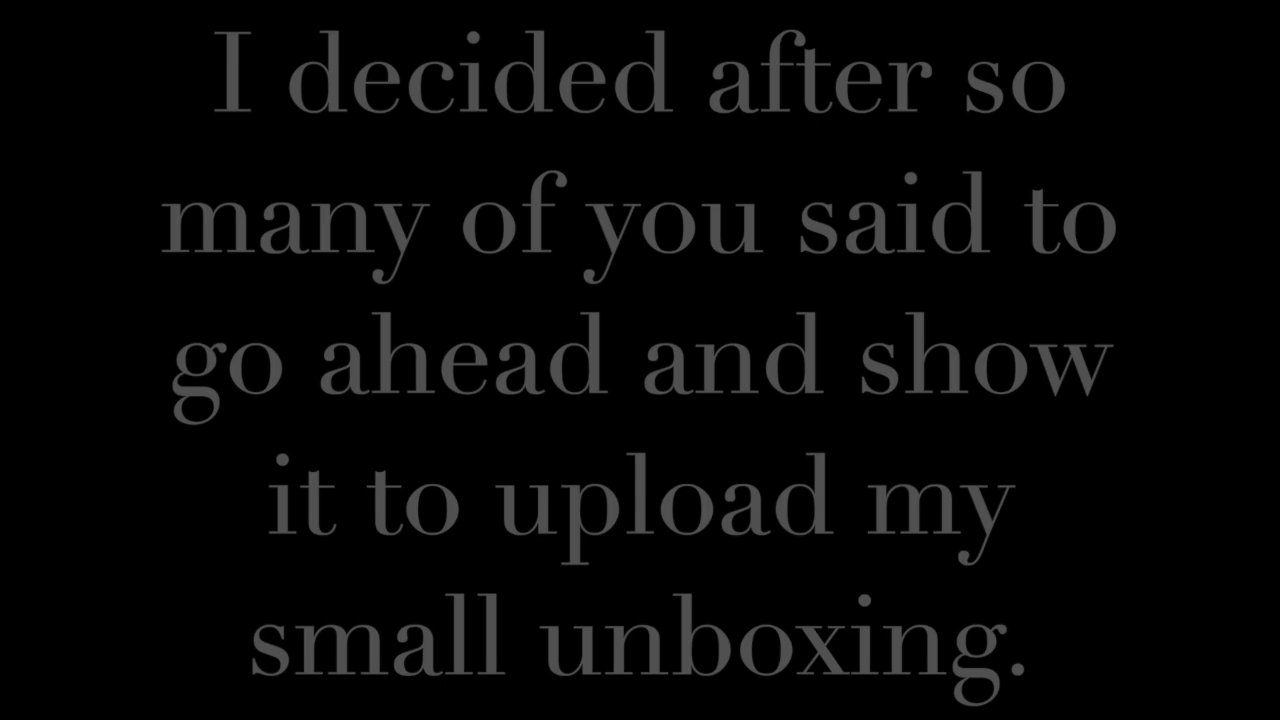 I decided after so
many of you said to
go ahead and show
it to upload my
small unboxing.